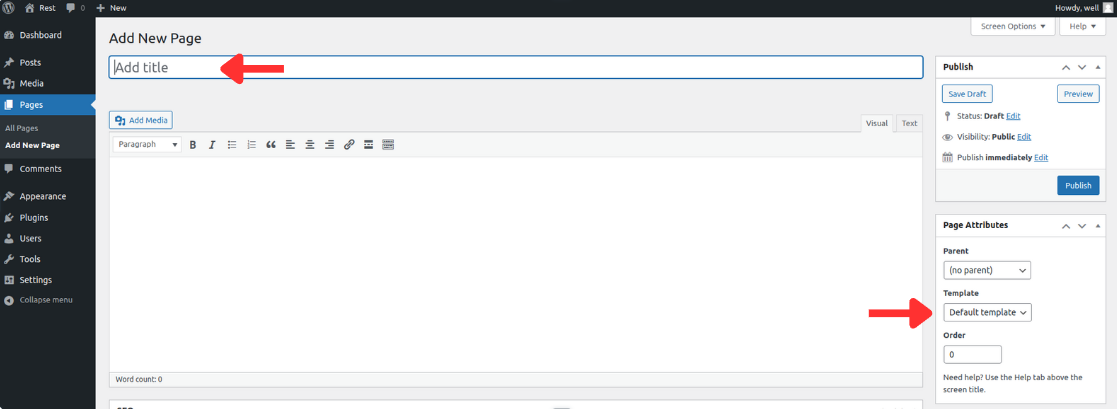 Rest 0 New Howdy, well
Dashboard
Posts
Media
Pages
All Pages
Add New Page
Comments
Appearance
Plugins
Users
Tools
Settings
Collapse menu
Screen Options Help
Add New Page
Add title
Add Media
Visual Text
Paragraph B I
Word count: 0
Publish
Save Draft Preview
Status: Draft Edit
Visibility: Public Edit
Publish immediately Edit
Publish
Page Attributes
Parent
(no parent)
Template
Default template
Order
0
Need help? Use the Help tab above the
screen title.